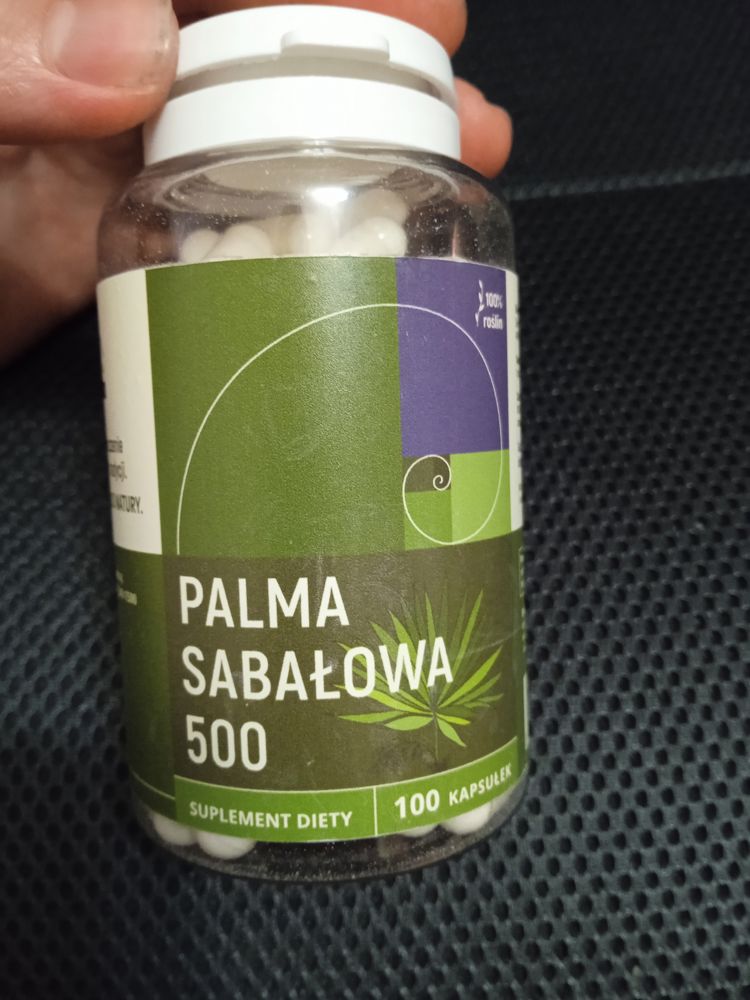 100%
roślin
NATURY.
PALMA
SABAŁOWA
500
SUPLEMENT DIETY
100 KAPSUŁEK